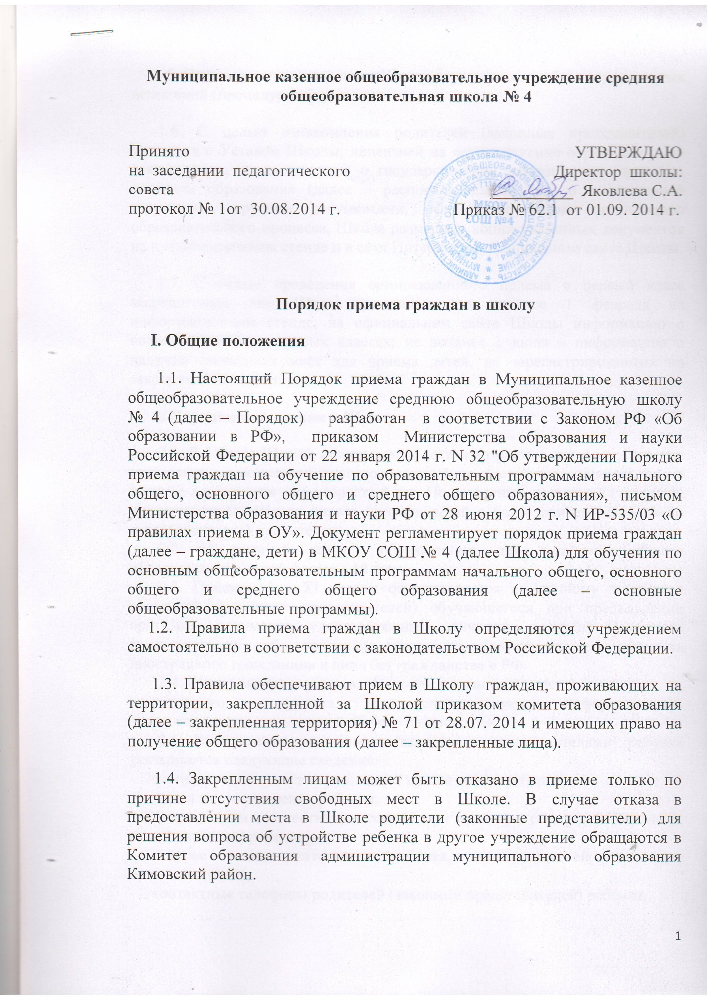 Муниципальное казенное общеобразовательное учреждение средняя
общеобразовательная школа № 4
Принято
на заседании педагогического
совета
протокол № 1от 30.08.2014 г.
УТВЕРЖДАЮ
Директор школы:
Яковлева С.А.
Приказ № 62.1 от 01.09. 2014 г.
МКОУ
СОШ №4
Порядок приема граждан в школу
I. Общие положения
1.1. Настоящий Порядок приема граждан в Муниципальное казенное
общеобразовательное учреждение среднюю общеобразовательную школу
№ 4 (далее – Порядок) разработан в соответствии с Законом РФ «Об
образовании в РФ», приказом Министерства образования и науки
Российской Федерации от 22 января 2014 г. N 32 "Об утверждении Порядка
приема граждан на обучение по образовательным программам начального
общего, основного общего и среднего общего образования», письмом
Министерства образования и науки РФ от 28 июня 2012 г. N ИР-535/03 «О
правилах приема в ОУ». Документ регламентирует порядок приема граждан
(далее – граждане, дети) в МКОУ СОШ № 4 (далее Школа) для обучения по
основным общеобразовательным программам начального общего, основного
общего и среднего общего образования (далее – основные
общеобразовательные программы).
1.2. Правила приема граждан в Школу определяются учреждением
самостоятельно в соответствии с законодательством Российской Федерации.
1.3. Правила обеспечивают прием в Школу граждан, проживающих на
территории, закрепленной за Школой приказом комитета образования
(далее – закрепленная территория) № 71 от 28.07. 2014 и имеющих право на
получение общего образования (далее – закрепленные лица).
1.4. Закрепленным лицам может быть отказано в приеме только по
причине отсутствия свободных мест в Школе. В случае отказа в
предоставлении места в Школе родители (законные представители) для
решения вопроса об устройстве ребенка в другое учреждение обращаются в
Комитет образования администрации муниципального образования
Кимовский район.
1